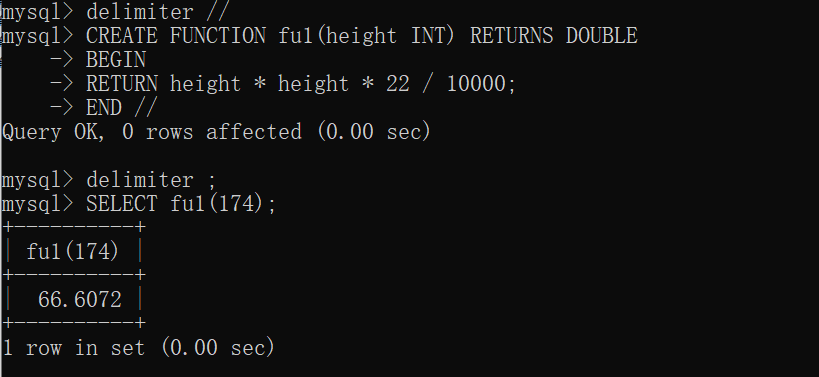 mysql> delimiter //
mysql> CREATE FUNCTION fu1(height INT) RETURNS DOUBLE
    -> BEGIN
    -> RETURN height * height * 22 / 10000;
    -> END //
Query OK, 0 rows affected (0.00 sec)

mysql> delimiter ;
mysql> SELECT fu1(174);
+----------+
| fu1(174) |
+----------+
|  66.6072 |
+----------+
1 row in set (0.00 sec)